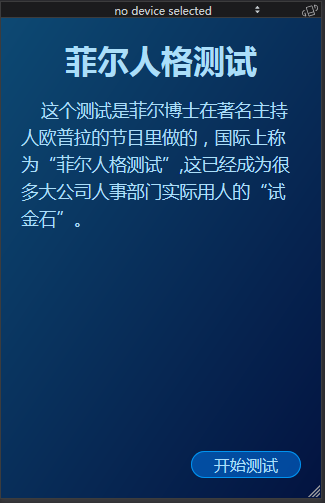 no device selected
菲尔人格测试
这个测试是菲尔博士在著名主持
人欧普拉的节目里做的，国际上称
为“菲尔人格测试”,这已经成为很
多大公司人事部门实际用人的“试
金石”。
开始测试